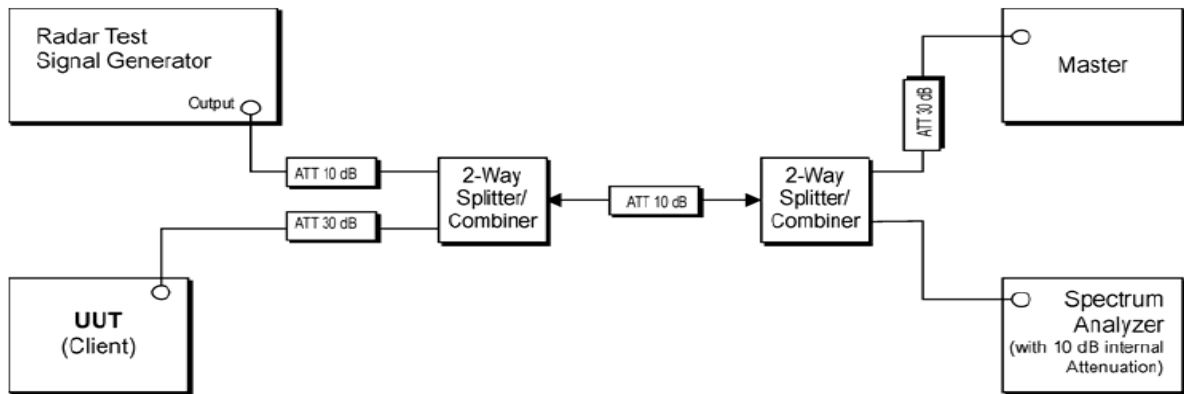 Radar Test
Signal Generator
Output
ATT 10 dB
ATT 30 dB
2-Way
Splitter/
Combiner
ATT 10 dB
2-Way
Splitter/
Combiner
ATT 30 dB
Master
UUT
(Client)
Spectrum
Analyzer
(with 10 dB internal
Attenuation)